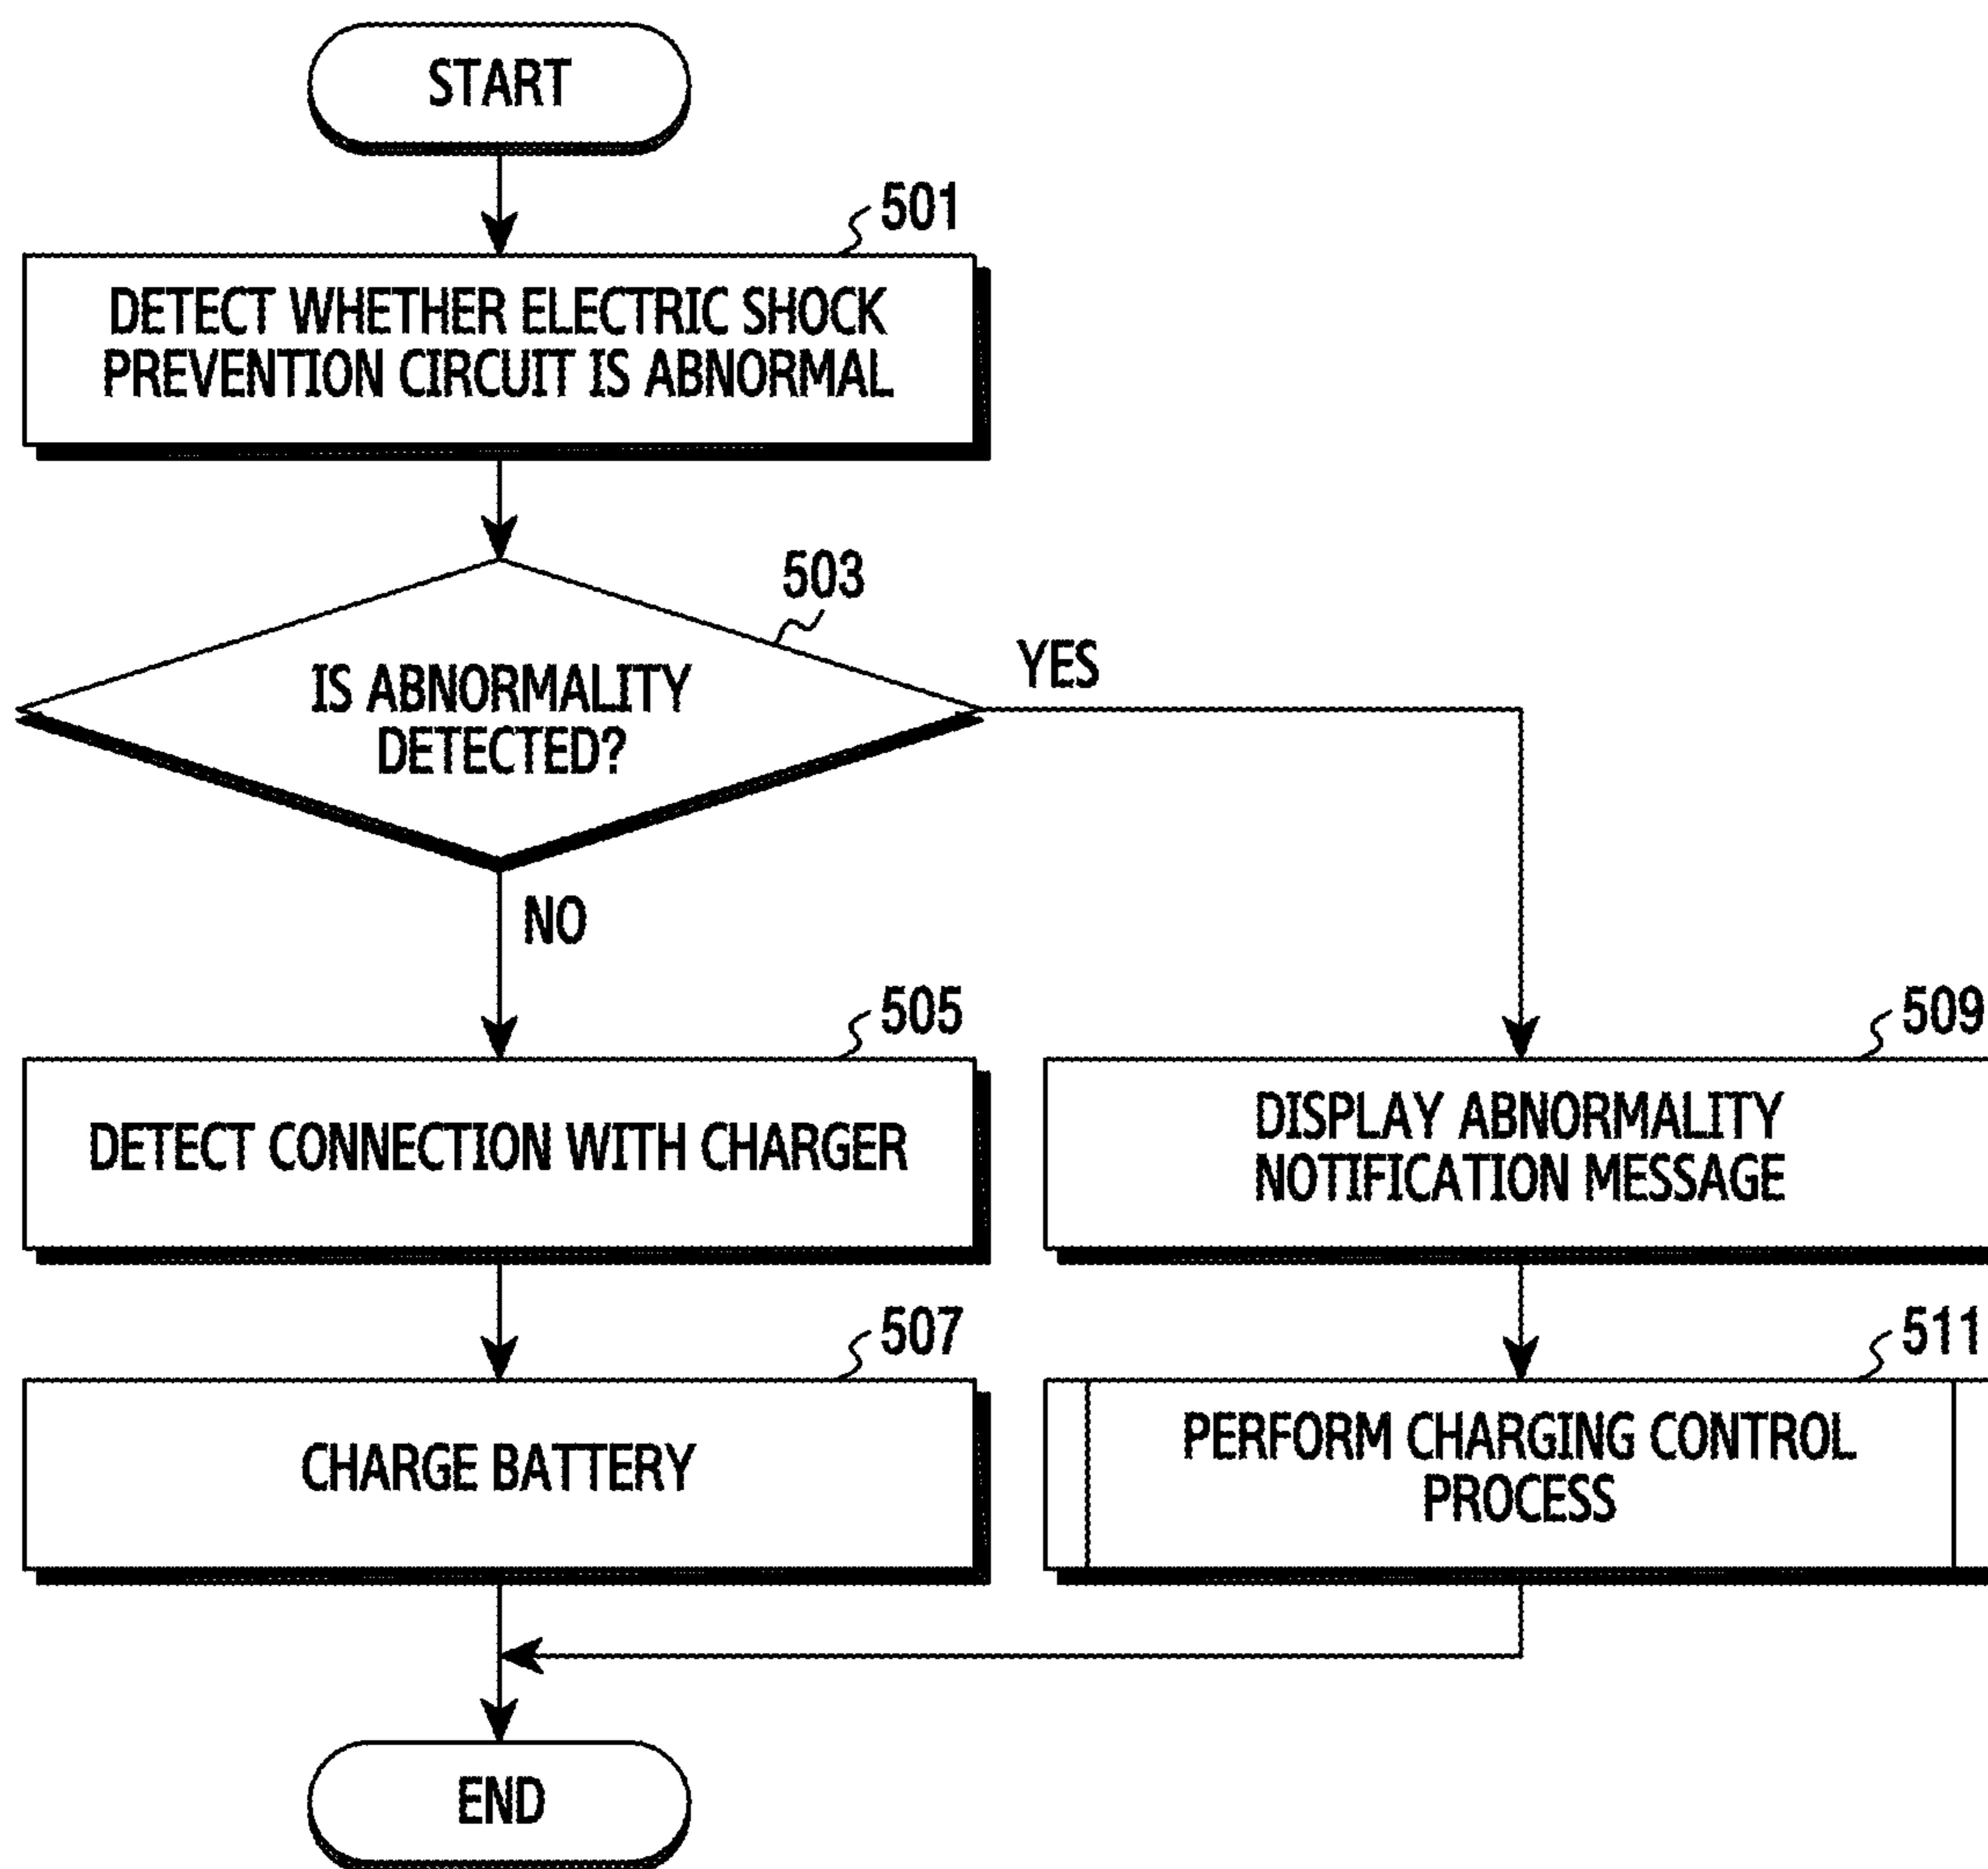 START
501
DETECT WHETHER ELECTRIC SHOCK
PREVENTION CIRCUIT IS ABNORMAL
503
IS ABNORMALITY
DETECTED?
YES
NO
505
DETECT CONNECTION WITH CHARGER
509
DISPLAY ABNORMALITY
NOTIFICATION MESSAGE
507
CHARGE BATTERY
511
PERFORM CHARGING CONTROL
PROCESS
END